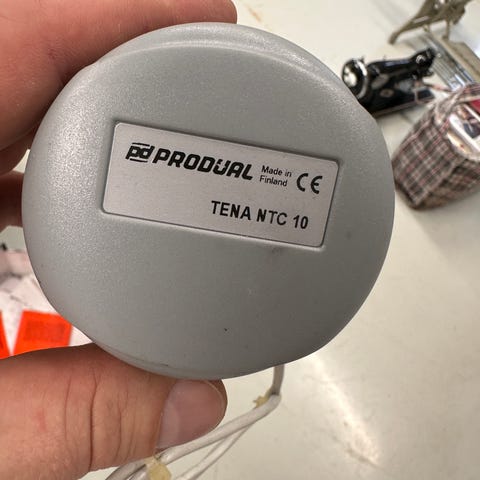 pd PRODUAL Made in Finland CE
TENA NTC 10